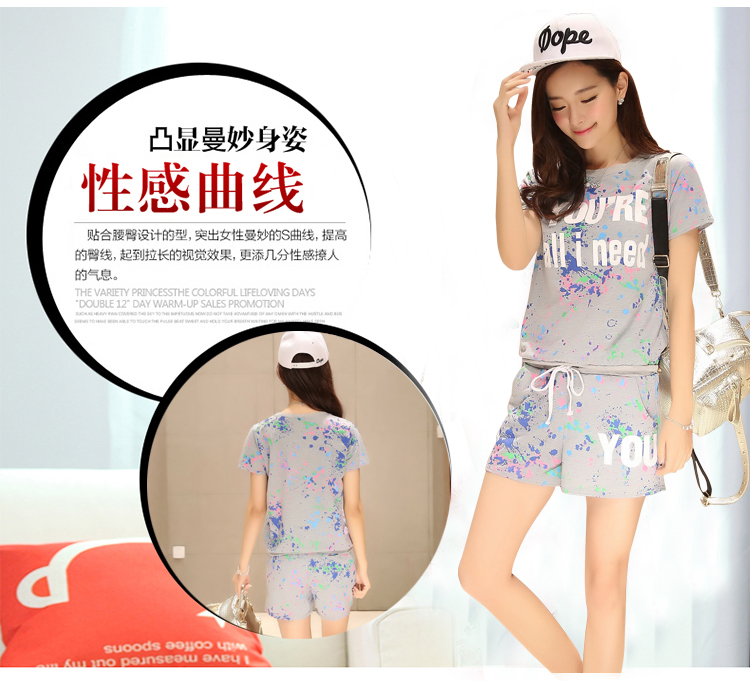 凸显曼妙身姿
性感曲线
贴合腰臀设计的型，突出女性曼妙的S曲线，提高
的臀线，起到拉长的视觉效果，更添几分性感撩人
的气息。
THE VARIETY PRINCESSTHE COLORFUL LIFELOVING DAYS
"DOUBLE 12" DAY WARM-UP SALES PROMOTION
Dope
YOU'RE
all i need
YOU
I have measured out my life
with coffee spoons